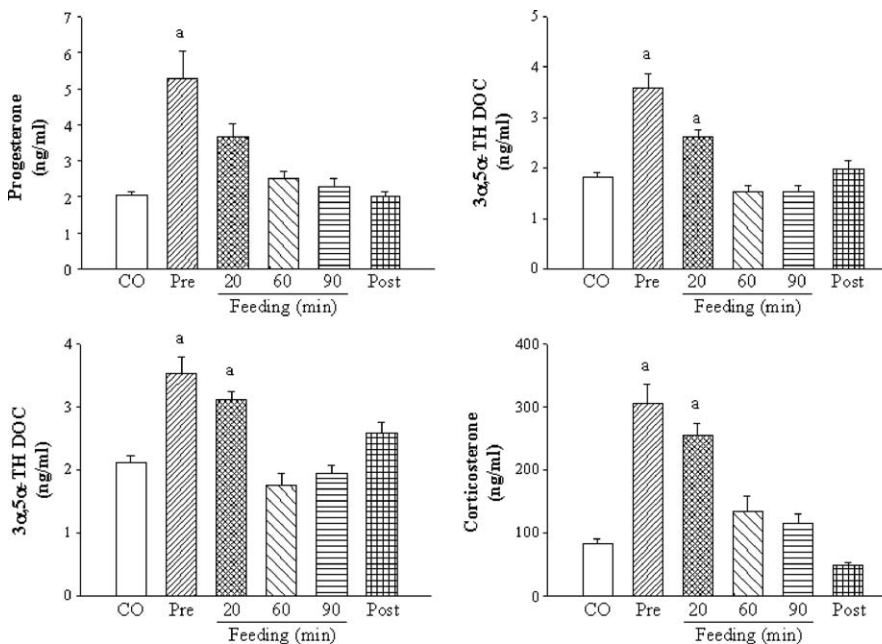 Progesterone
(ng/ml)
7
6
5
4
3
2
1
0
a
CO Pre 20 60 90 Post
Feeding (min)
3α,5α-TH DOC
(ng/ml)
5
4
3
2
1
0
a
a
CO Pre 20 60 90 Post
Feeding (min)
3α,5α-TH DOC
(ng/ml)
4
3
2
1
0
a
a
CO Pre 20 60 90 Post
Feeding (min)
Corticosterone
(ng/ml)
400
300
200
100
0
a
a
CO Pre 20 60 90 Post
Feeding (min)